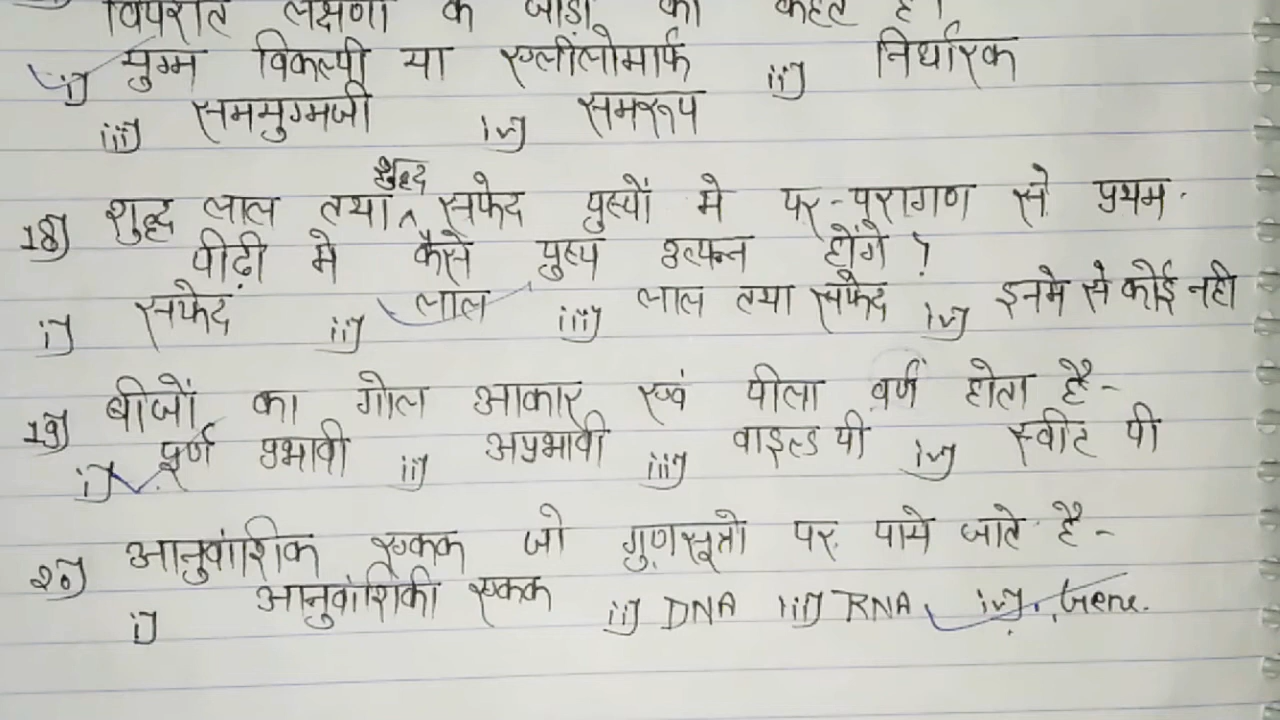 विपरीत लक्षणों के जोड़ों को कहते है।
i) युग्म विकल्पी या एलीलोमार्फ ii) निर्धारक
iii) समयुग्मजी iv) समरूप
18) शुद्ध लाल तथा शुद्ध सफेद पुष्पों मे पर-परागण से प्रथम
पीढ़ी मे कैसे पुष्प उत्पन्न होंगे ?
i) सफेद ii) लाल iii) लाल तथा सफेद iv) इनमे से कोई नही
19) बीजों का गोल आकार एवं पीला वर्ण होता है-
i) पूर्ण प्रभावी ii) अप्रभावी iii) वाइल्ड पी iv) स्वीट पी
20) आनुवांशिक एकक जो गुणसूत्रो पर पाये जाते है-
i) आनुवांशिकी एकक ii) DNA iii) RNA iv) Gene.